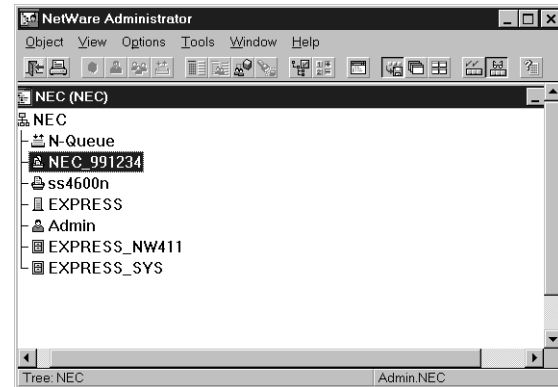 NetWare Administrator
Object View Options Tools Window Help
NEC (NEC)
NEC
N-Queue
NEC_991234
ss4600n
EXPRESS
Admin
EXPRESS_NW411
EXPRESS_SYS
Tree: NEC Admin.NEC